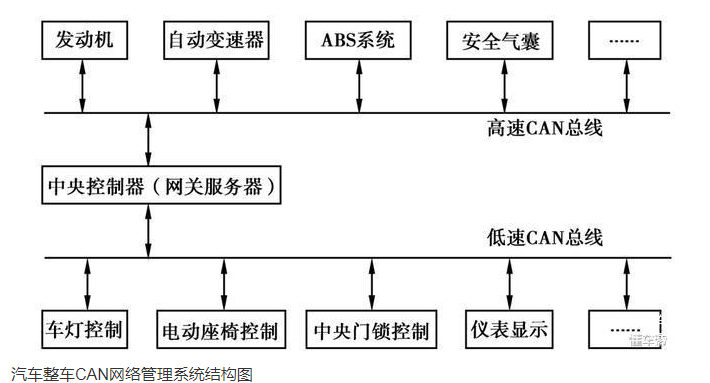 发动机
自动变速器
ABS系统
安全气囊
······
高速CAN总线
中央控制器（网关服务器）
低速CAN总线
车灯控制
电动座椅控制
中央门锁控制
仪表显示
······
汽车整车CAN网络管理系统结构图